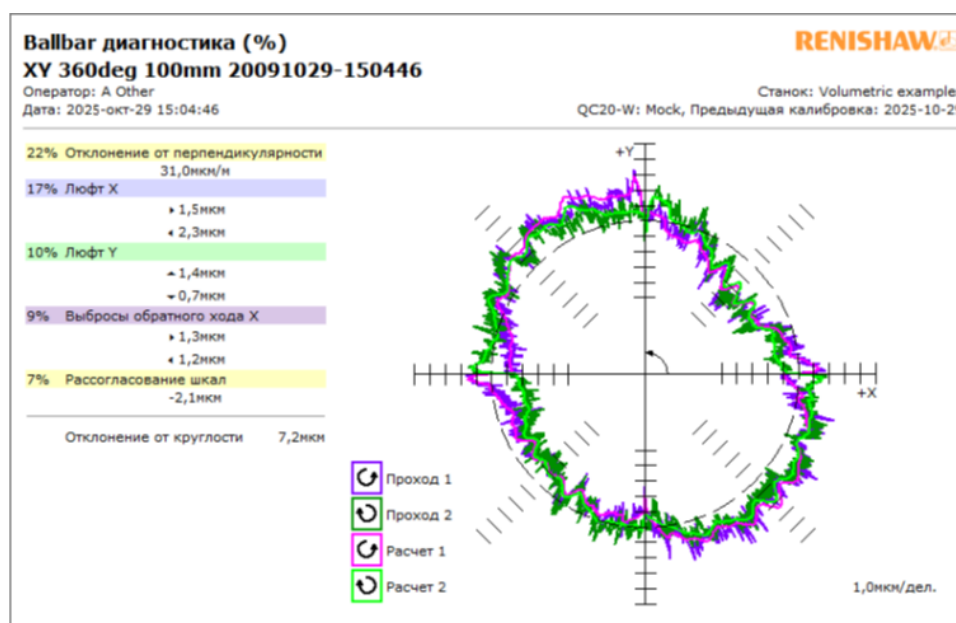 Ballbar диагностика (%)
RENISHAW
XY 360deg 100mm 20091029-150446
Оператор: A Other
Станок: Volumetric example
Дата: 2025-окт-29 15:04:46
QC20-W: Mock, Предыдущая калибровка: 2025-10-29
22% Отклонение от перпендикулярности
31,0мкм/м
17% Люфт X
1,5мкм
2,3мкм
10% Люфт Y
1,4мкм
0,7мкм
9% Выбросы обратного хода X
1,3мкм
1,2мкм
7% Рассогласование шкал
-2,1мкм
Отклонение от круглости 7,2мкм
+Y
+X
Проход 1
Проход 2
Расчет 1
Расчет 2
1,0мкм/дел.